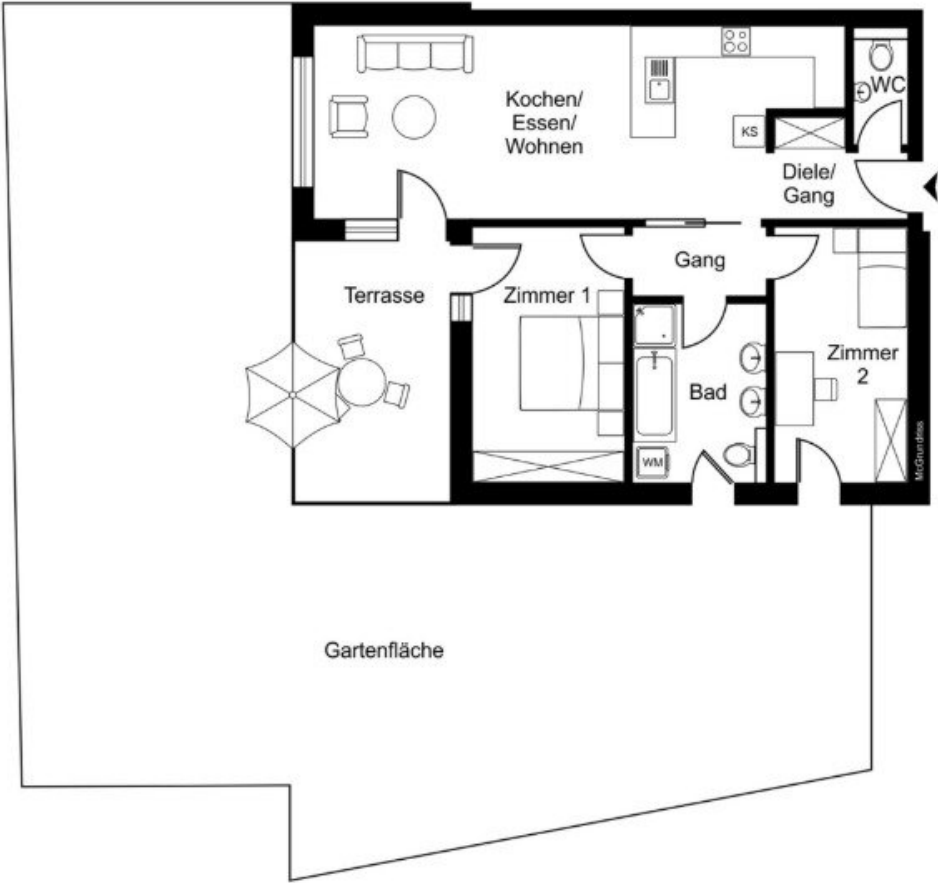 Kochen/
Essen/
Wohnen
WC
KS
Diele/
Gang
Gang
Terrasse
Zimmer 1
Zimmer
2
Bad
WM
McGrundriss
Gartenfläche